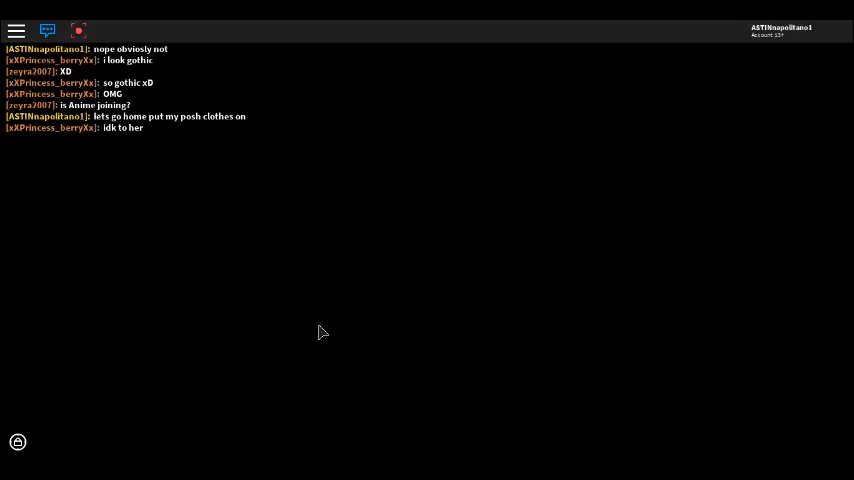 ASTINnapolitano1
Account: 13+
[ASTINnapolitano1]: nope obviosly not
[xXPrincess_berryXx]: i look gothic
[zeyra2007]: XD
[xXPrincess_berryXx]: so gothic xD
[xXPrincess_berryXx]: OMG
[zeyra2007]: is Anime joining?
[ASTINnapolitano1]: lets go home put my posh clothes on
[xXPrincess_berryXx]: idk to her